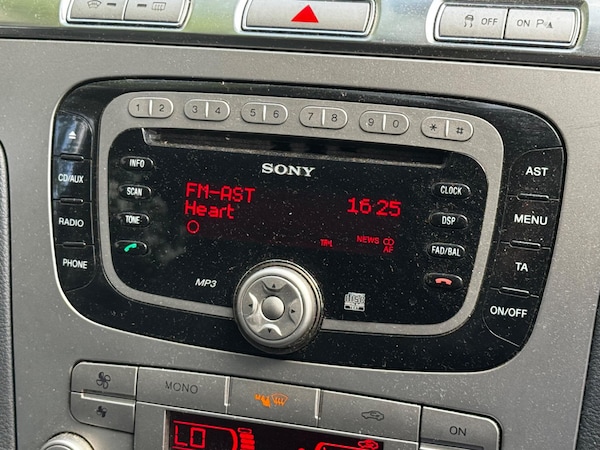 OFF
ON P
1 2
3 4
5 6
7 8
9 0
* #
SONY
INFO
SCAN
TONE
CD/AUX
RADIO
PHONE
FM-AST
16:25
Heart
NEWS CD
AF
MP3
CLOCK
DSP
FAD/BAL
AST
MENU
TA
ON/OFF
MONO
ON
LO